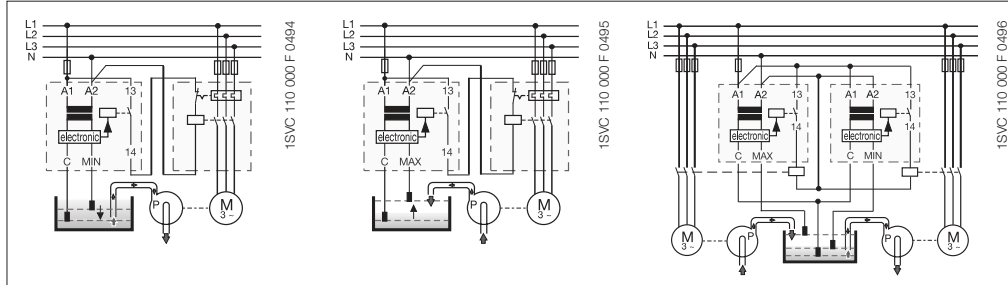 L1
L2
L3
N
A1 A2 13
electronic
14
C MIN
P
M
3 ~
1SVC 110 000 F 0494
L1
L2
L3
N
A1 A2 13
electronic
14
C MAX
P
M
3 ~
1SVC 110 000 F 0495
L1
L2
L3
N
A1 A2 13
electronic
14
C MAX
A1 A2 13
electronic
14
C MIN
M
3 ~
P
P
M
3 ~
1SVC 110 000 F 0496